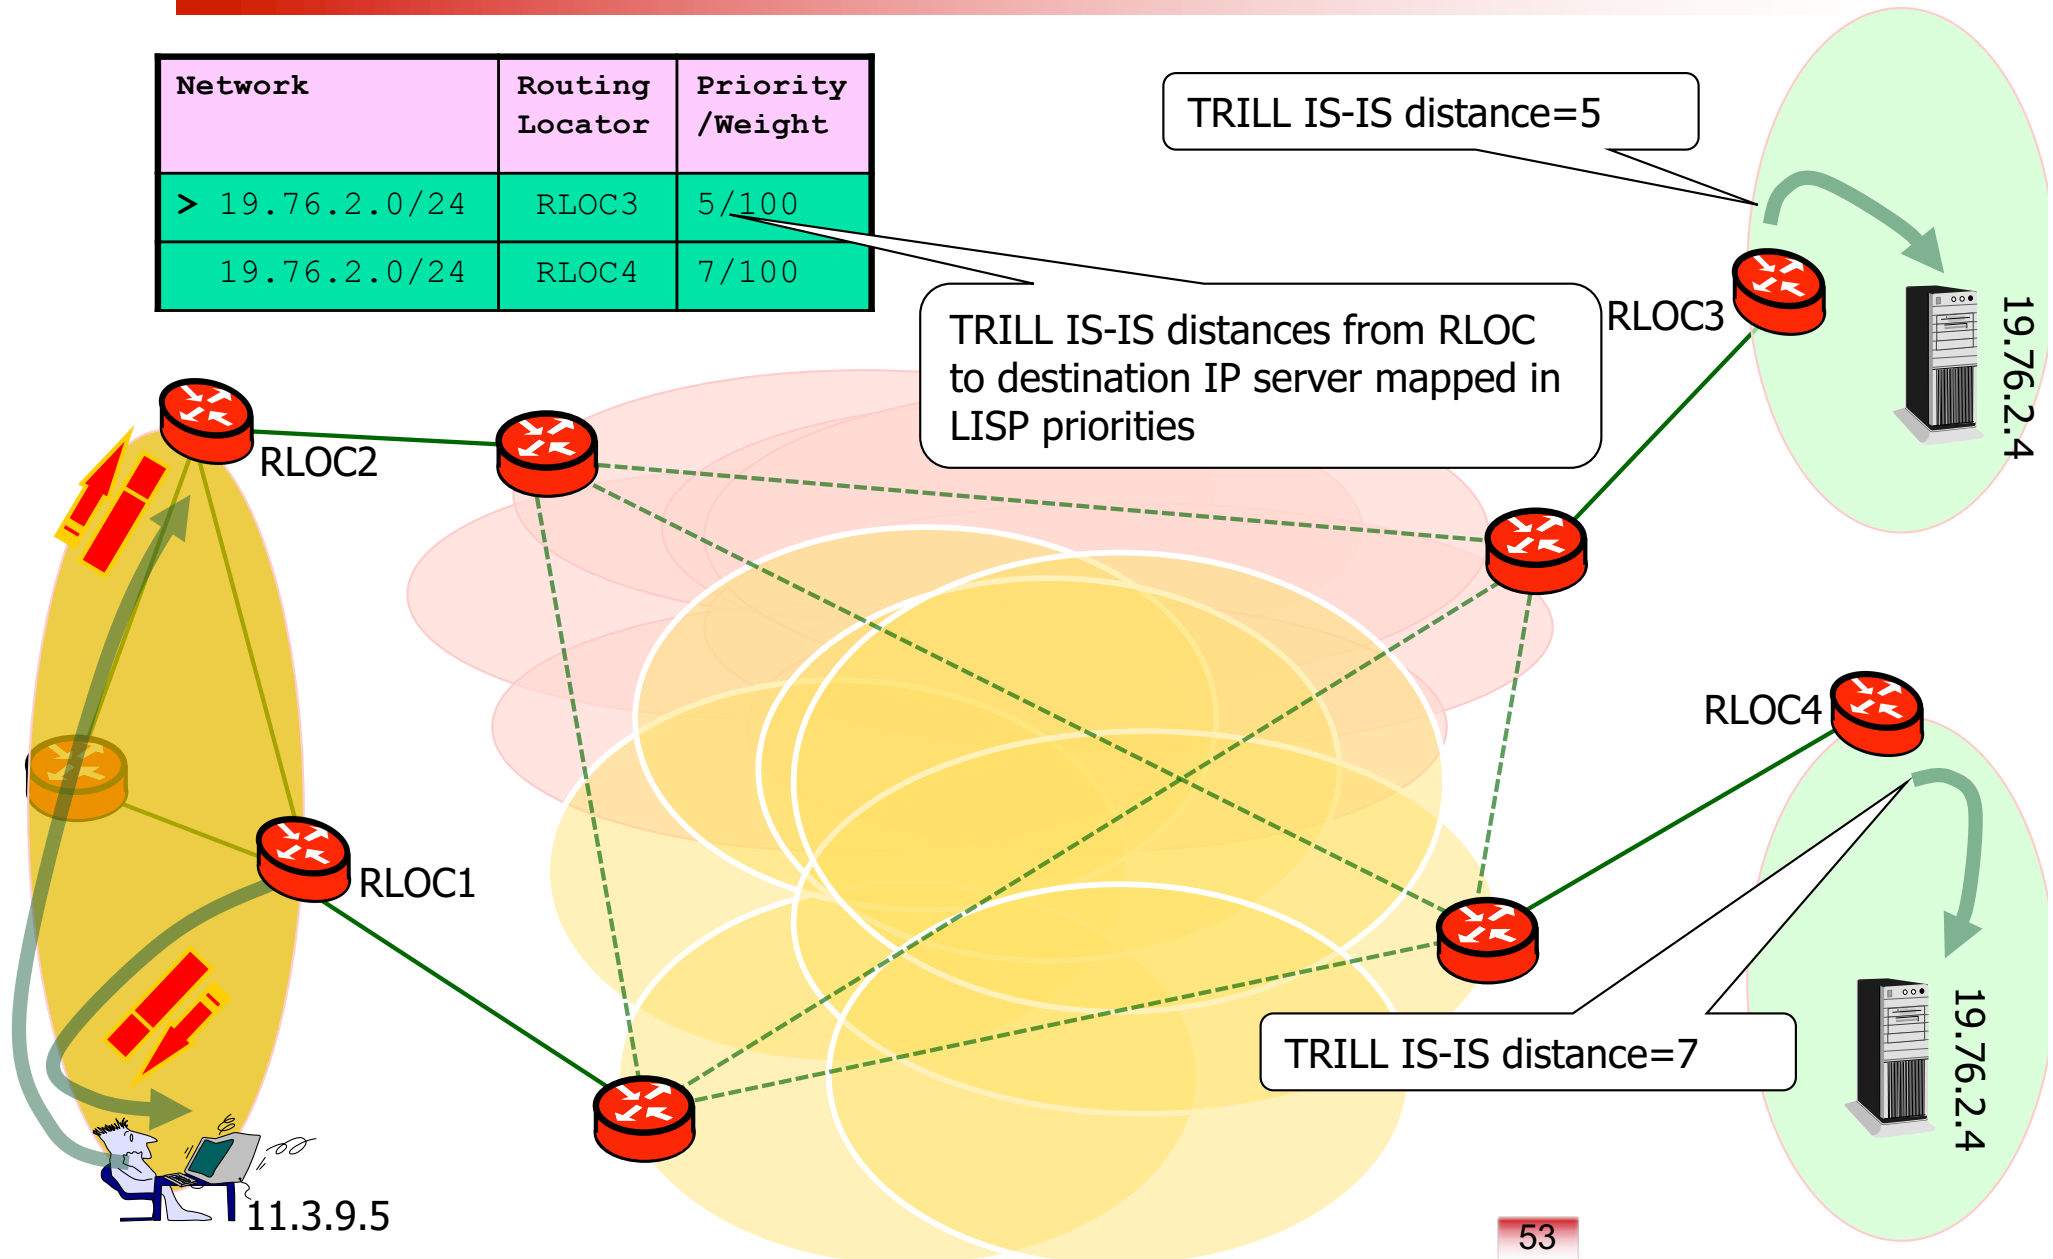 Network Routing Priority
Locator /Weight
> 19.76.2.0/24 RLOC3 5/100
19.76.2.0/24 RLOC4 7/100
TRILL IS-IS distance=5
TRILL IS-IS distances from RLOC
to destination IP server mapped in
LISP priorities
RLOC3
19.76.2.4
RLOC2
RLOC4
RLOC1
TRILL IS-IS distance=7
19.76.2.4
11.3.9.5
53